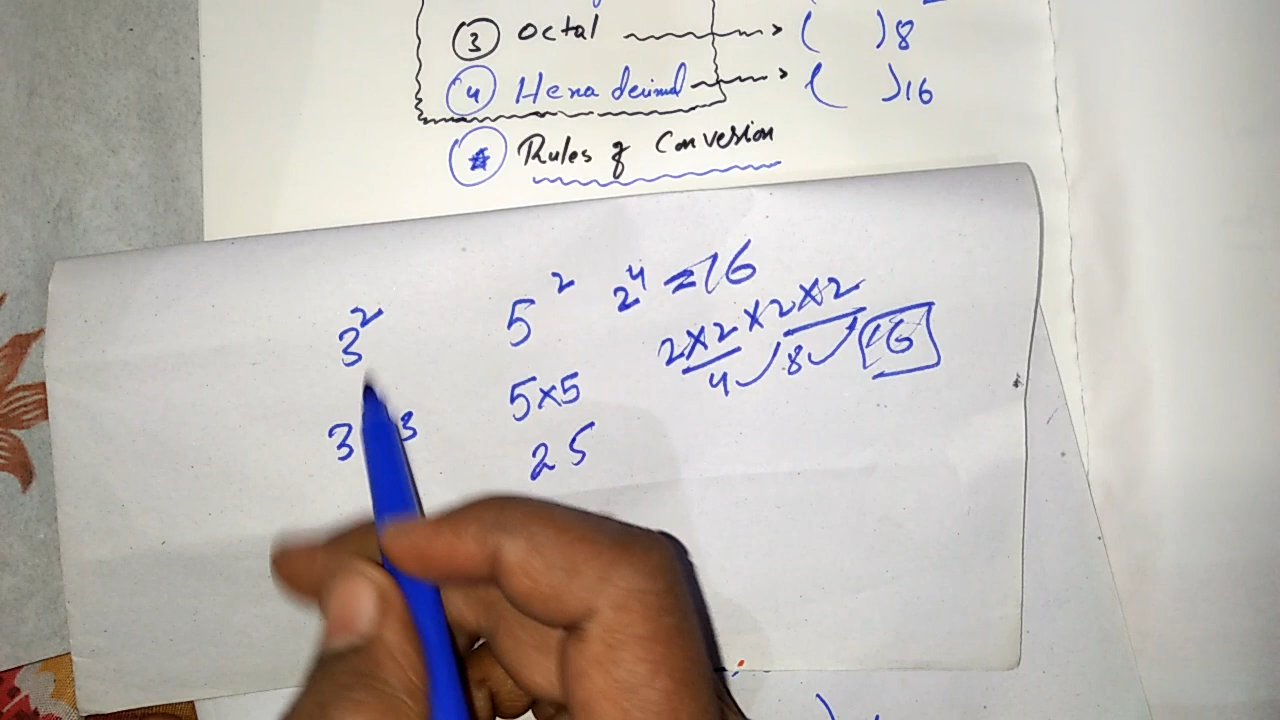 ③ Octal ( )8
④ Hexa decimal ( )16
Rules of Conversion
3² 5² 2⁴ = 16
2×2×2×2
4 8 16
3 3 5×5
25